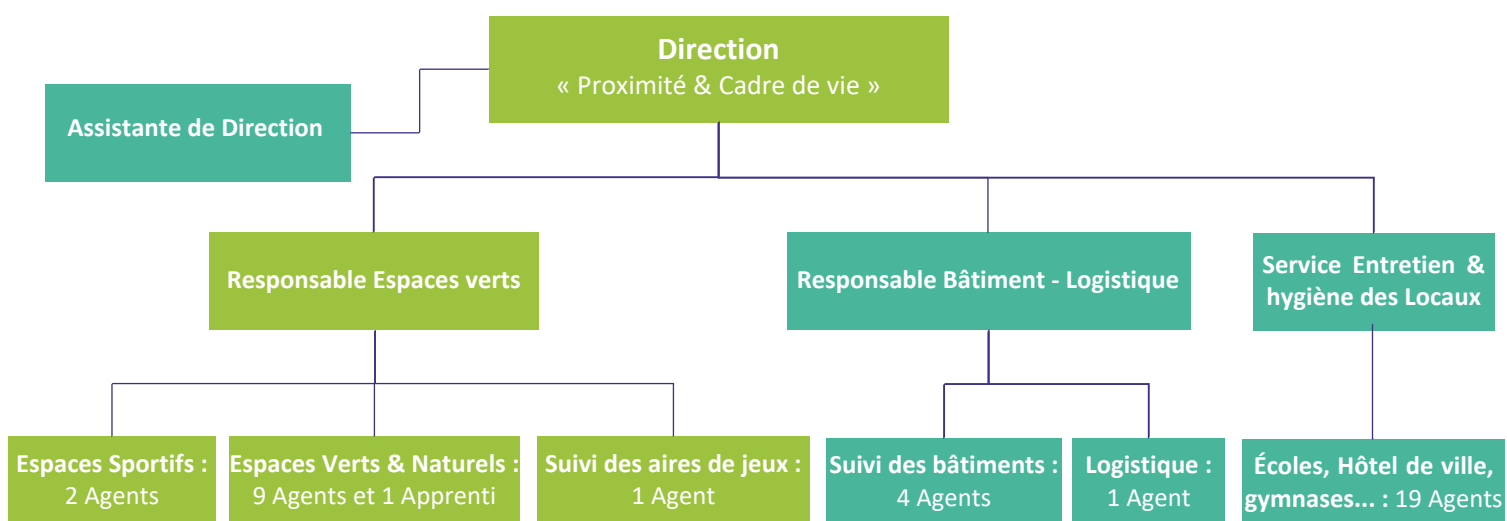 Direction
« Proximité & Cadre de vie »
Assistante de Direction
Responsable Espaces verts
Responsable Bâtiment - Logistique
Service Entretien &
hygiène des Locaux
Espaces Sportifs :
2 Agents
Espaces Verts & Naturels :
9 Agents et 1 Apprenti
Suivi des aires de jeux :
1 Agent
Suivi des bâtiments :
4 Agents
Logistique :
1 Agent
Écoles, Hôtel de ville,
gymnases... : 19 Agents